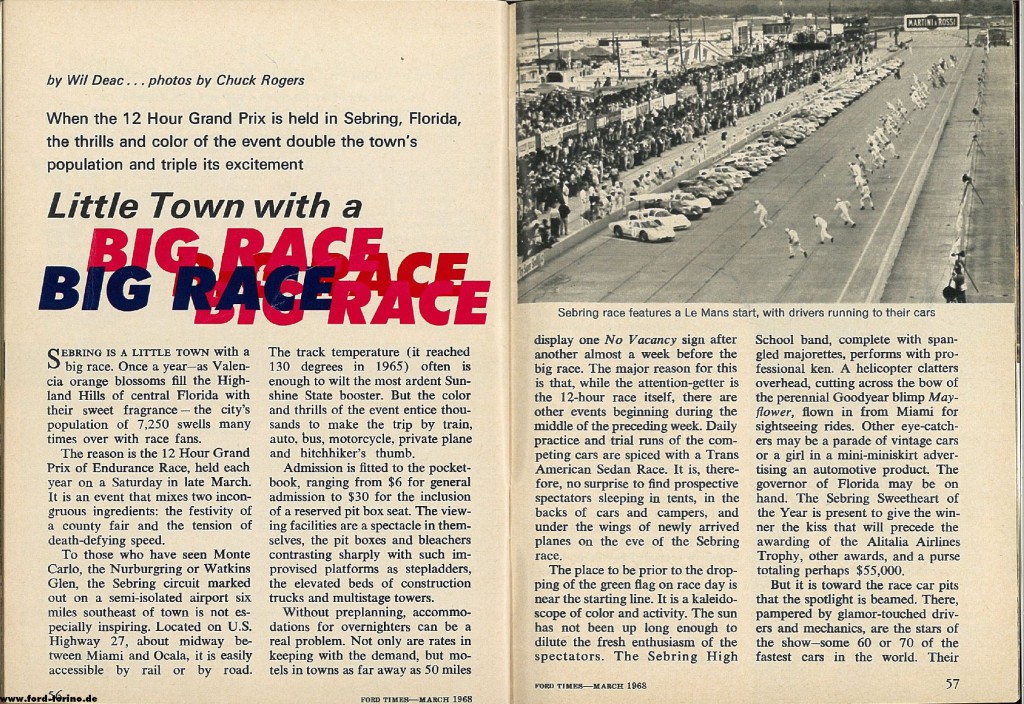 by Wil Deac . . . photos by Chuck Rogers
When the 12 Hour Grand Prix is held in Sebring, Florida,
the thrills and color of the event double the town's
population and triple its excitement
Little Town with a
BIG RACE
BIG RACE
BIG RACE
BIG RACE
SEBRING IS A LITTLE TOWN with a
big race. Once a year—as Valen-
cia orange blossoms fill the High-
land Hills of central Florida with
their sweet fragrance — the city's
population of 7,250 swells many
times over with race fans.
The reason is the 12 Hour Grand
Prix of Endurance Race, held each
year on a Saturday in late March.
It is an event that mixes two incon-
gruous ingredients: the festivity of
a county fair and the tension of
death-defying speed.
To those who have seen Monte
Carlo, the Nurburgring or Watkins
Glen, the Sebring circuit marked
out on a semi-isolated airport six
miles southeast of town is not es-
pecially inspiring. Located on U.S.
Highway 27, about midway be-
tween Miami and Ocala, it is easily
accessible by rail or by road.
The track temperature (it reached
130 degrees in 1965) often is
enough to wilt the most ardent Sun-
shine State booster. But the color
and thrills of the event entice thou-
sands to make the trip by train,
auto, bus, motorcycle, private plane
and hitchhiker's thumb.
Admission is fitted to the pocket-
book, ranging from $6 for general
admission to $30 for the inclusion
of a reserved pit box seat. The view-
ing facilities are a spectacle in them-
selves, the pit boxes and bleachers
contrasting sharply with such im-
provised platforms as stepladders,
the elevated beds of construction
trucks and multistage towers.
Without preplanning, accommo-
dations for overnighters can be a
real problem. Not only are rates in
keeping with the demand, but mo-
tels in towns as far away as 50 miles
56
www.ford-torino.de
FORD TIMES—MARCH 1968
MARTINI & ROSSI
Sebring race features a Le Mans start, with drivers running to their cars
display one No Vacancy sign after
another almost a week before the
big race. The major reason for this
is that, while the attention-getter is
the 12-hour race itself, there are
other events beginning during the
middle of the preceding week. Daily
practice and trial runs of the com-
peting cars are spiced with a Trans
American Sedan Race. It is, there-
fore, no surprise to find prospective
spectators sleeping in tents, in the
backs of cars and campers, and
under the wings of newly arrived
planes on the eve of the Sebring
race.
The place to be prior to the drop-
ping of the green flag on race day is
near the starting line. It is a kaleido-
scope of color and activity. The sun
has not been up long enough to
dilute the fresh enthusiasm of the
spectators. The Sebring High
School band, complete with span-
gled majorettes, performs with pro-
fessional ken. A helicopter clatters
overhead, cutting across the bow of
the perennial Goodyear blimp May-
flower, flown in from Miami for
sightseeing rides. Other eye-catch-
ers may be a parade of vintage cars
or a girl in a mini-miniskirt adver-
tising an automotive product. The
governor of Florida may be on
hand. The Sebring Sweetheart of
the Year is present to give the win-
ner the kiss that will precede the
awarding of the Alitalia Airlines
Trophy, other awards, and a purse
totaling perhaps $55,000.
But it is toward the race car pits
that the spotlight is beamed. There,
pampered by glamor-touched driv-
ers and mechanics, are the stars of
the show—some 60 or 70 of the
fastest cars in the world. Their
FORD TIMES—MARCH 1968
57